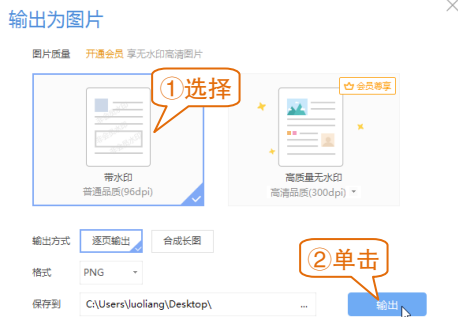 输出为图片
图片质量 开通会员 享无水印高清图片
①选择
会员尊享
带水印
普通品质(96dpi)
高质量无水印
高清品质(300dpi)
输出方式 逐页输出 合成长图
②单击
格式 PNG
保存到 C:\Users\luoliang\Desktop\ ... 输出